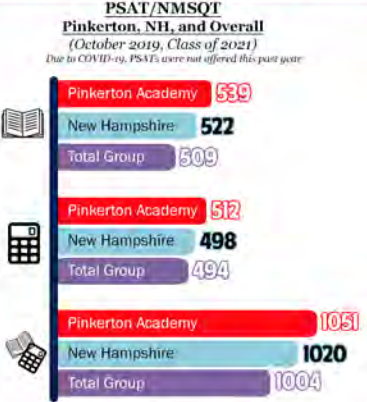 PSAT/NMSQT
Pinkerton, NH, and Overall
(October 2019, Class of 2021)
Due to COVID-19, PSATs were not offered this past year
Pinkerton Academy 539
New Hampshire 522
Total Group 509
Pinkerton Academy 512
New Hampshire 498
Total Group 494
Pinkerton Academy 1051
New Hampshire 1020
Total Group 1004